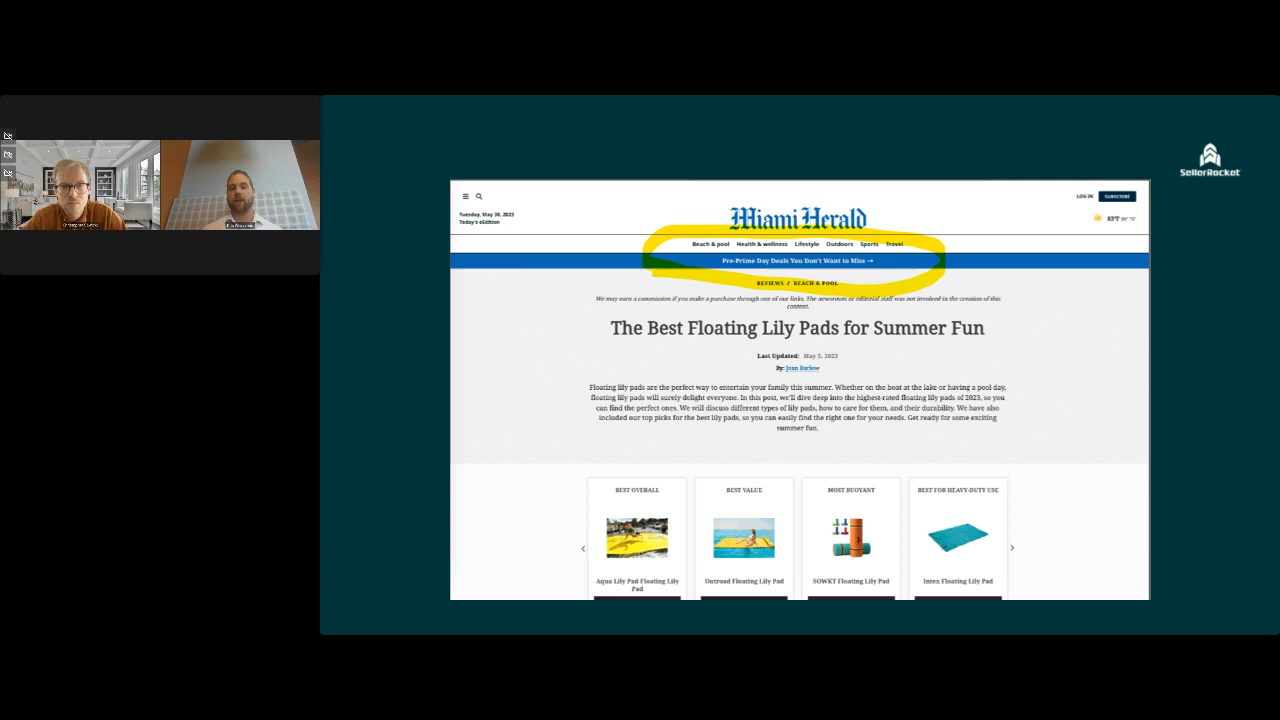 SellerRocket
LOG IN
SUBSCRIBE
Tuesday, May 30, 2023
Today's eEdition
Miami Herald
83°F
Beach & pool Health & wellness Lifestyle Outdoors Sports Travel
Pre-Prime Day Deals You Don't Want to Miss →
REVIEWS / BEACH & POOL
We may earn a commission if you make a purchase through one of our links. The newsroom or editorial staff was not involved in the creation of this
content.
The Best Floating Lily Pads for Summer Fun
Last Updated: May 5, 2023
By: Joan Barlow
Floating lily pads are the perfect way to entertain your family this summer. Whether on the boat at the lake or having a pool day,
floating lily pads will surely delight everyone. In this post, we'll dive deep into the highest-rated floating lily pads of 2023, so you
can find the perfect ones. We will discuss different types of lily pads, how to care for them, and their durability. We have also
included our top picks for the best lily pads, so you can easily find the right one for your needs. Get ready for some exciting
summer fun.
BEST OVERALL
BEST VALUE
MOST BUOYANT
BEST FOR HEAVY-DUTY USE
Aqua Lily Pad Floating Lily
Pad
Outroad Floating Lily Pad
SOWKT Floating Lily Pad
Intex Floating Lily Pad